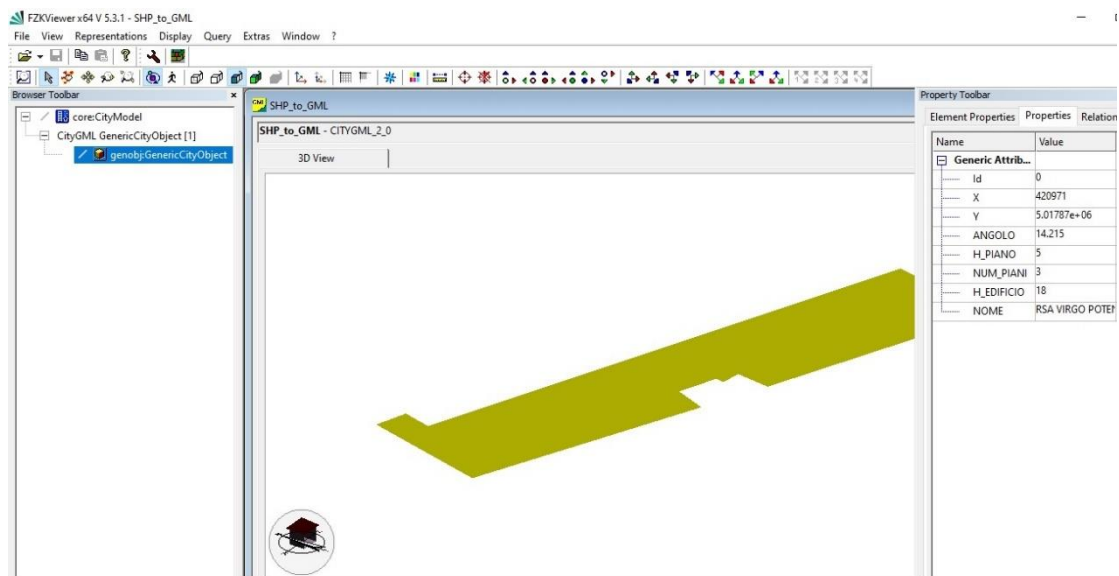 FZKViewer x64 V 5.3.1 - SHP_to_GML
File View Representations Display Query Extras Window ?
Browser Toolbar
core:CityModel
CityGML GenericCityObject [1]
genobj:GenericCityObject
SHP_to_GML
SHP_to_GML - CITYGML_2_0
3D View
Property Toolbar
Element Properties Properties Relation
Name Value
Generic Attrib...
Id 0
X 420971
Y 5.01787e+06
ANGOLO 14.215
H_PIANO 5
NUM_PIANI 3
H_EDIFICIO 18
NOME RSA VIRGO POTEN